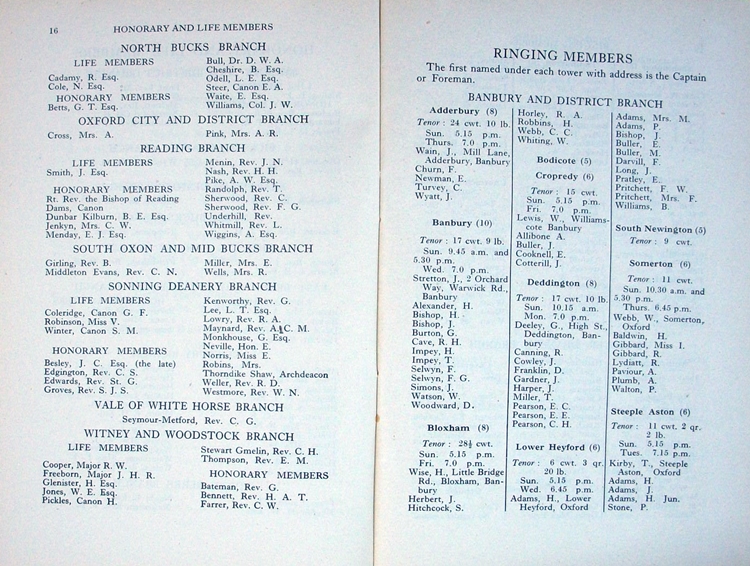 16 HONORARY AND LIFE MEMBERS
NORTH BUCKS BRANCH
LIFE MEMBERS
Cadamy, R. Esq.
Cole, N. Esq.
HONORARY MEMBERS
Betts, G. T. Esq.
Bull, Dr. D. W. A.
Cheshire, B. Esq.
Odell, L. E. Esq.
Steer, Canon E. A.
Waite, E. Esq.
Williams, Col. J. W.
OXFORD CITY AND DISTRICT BRANCH
Cross, Mrs. A.
Pink, Mrs. A. R.
READING BRANCH
LIFE MEMBERS
Smith, J. Esq.
HONORARY MEMBERS
Rt. Rev. the Bishop of Reading
Dams, Canon
Dunbar Kilburn, B. E. Esq.
Jenkyn, Mrs. C. W.
Menday, E. J. Esq.
Menin, Rev. J. N.
Nash, Rev. H. H.
Pike, A. W. Esq.
Randolph, Rev. T.
Sherwood, Rev. C.
Sherwood, Rev. F. G.
Underhill, Rev.
Whitmill, Rev. L.
Wiggins, A. Esq.
SOUTH OXON AND MID BUCKS BRANCH
Girling, Rev. B.
Middleton Evans, Rev. C. N.
Miller, Mrs. E.
Wells, Mrs. R.
SONNING DEANERY BRANCH
LIFE MEMBERS
Coleridge, Canon G. F.
Robinson, Miss V.
Winter, Canon S. M.
HONORARY MEMBERS
Besley, J. C. Esq. (the late)
Edgington, Rev. C. S.
Edwards, Rev. St. G.
Groves, Rev. S. J. S.
Kenworthy, Rev. G.
Lee, L. T. Esq.
Lowry, Rev. R. A.
Maynard, Rev. A. C. M.
Monkhouse, G. Esq.
Neville, Hon. E.
Norris, Miss E.
Robins, Mrs.
Thorndike Shaw, Archdeacon
Weller, Rev. R. D.
Westmore, Rev. W. N.
VALE OF WHITE HORSE BRANCH
Seymour-Metford, Rev. C. G.
WITNEY AND WOODSTOCK BRANCH
LIFE MEMBERS
Cooper, Major R. W.
Freeborn, Major J. H. R.
Glenister, H. Esq.
Jones, W. E. Esq.
Pickles, Canon H.
Stewart Gmelin, Rev. C. H.
Thompson, Rev. E. M.
HONORARY MEMBERS
Bateman, Rev. G.
Bennett, Rev. H. A. T.
Farrer, Rev. C. W.
RINGING MEMBERS
The first named under each tower with address is the Captain
or Foreman.
BANBURY AND DISTRICT BRANCH
Adderbury (8)
Tenor: 24 cwt. 10 lb.
Sun. 5.15 p.m.
Thurs. 7.0 p.m.
Wain, J., Mill Lane,
Adderbury, Banbury
Churn, F.
Newman, E.
Turvey, C.
Wyatt, J.
Banbury (10)
Tenor: 17 cwt. 9 lb.
Sun. 9.45 a.m. and
5.30 p.m.
Wed. 7.0 p.m.
Stretton, J., 2 Orchard
Way, Warwick Rd.,
Banbury
Alexander, H.
Bishop, H.
Bishop, J.
Burton, G.
Cave, R. H.
Impey, H.
Impey, T.
Selwyn, F.
Selwyn, F. G.
Simons, J.
Watson, W.
Woodward, D.
Bloxham (8)
Tenor: 28½ cwt.
Sun. 5.15 p.m.
Fri. 7.0 p.m.
Wise, H., Little Bridge
Rd., Bloxham, Ban-
bury
Herbert, J.
Hitchcock, S.
Horley, R. A.
Robbins, H.
Webb, C. C.
Whiting, W.
Bodicote (5)
Cropredy (6)
Tenor: 15 cwt.
Sun. 5.15 p.m.
Fri. 7.0 p.m.
Lewis, W., Williams-
cote Banbury
Allibone A.
Buller, J.
Cooknell, E.
Cotterill, J.
Deddington (8)
Tenor: 17 cwt. 10 lb.
Sun. 10.15 a.m.
Mon. 7.0 p.m.
Deeley, G., High St.,
Deddington, Ban-
bury
Canning, R.
Cowley, J.
Franklin, D.
Gardner, J.
Harper, J.
Miller, T.
Pearson, E. C.
Pearson, E. E.
Pearson, C. H.
Lower Heyford (6)
Tenor: 6 cwt. 3 qr.
20 lb.
Sun. 5.15 p.m.
Wed. 6.45 p.m.
Adams, H., Lower
Heyford, Oxford
Adams, Mrs. M.
Adams, P.
Bishop, J.
Buller, E.
Buller, M.
Darvill, F.
Long, J.
Pratley, E.
Pritchett, F. W.
Pritchett, Mrs. F.
Williams, B.
South Newington (5)
Tenor: 9 cwt.
Somerton (6)
Tenor: 11 cwt.
Sun. 10.30 a.m. and
5.30 p.m.
Thurs. 6.45 p.m.
Webb, W., Somerton,
Oxford
Baldwin, H.
Gibbard, Miss I.
Gibbard, R.
Lydiatt, R.
Paviour, A.
Plumb, A.
Walton, P.
Steeple Aston (6)
Tenor: 11 cwt. 2 qr.
2 lb.
Sun. 5.15 p.m.
Tues. 7.15 p.m.
Kirby, T., Steeple
Aston, Oxford
Adams, H.
Adams, J.
Adams, H. Jun.
Stone, P.